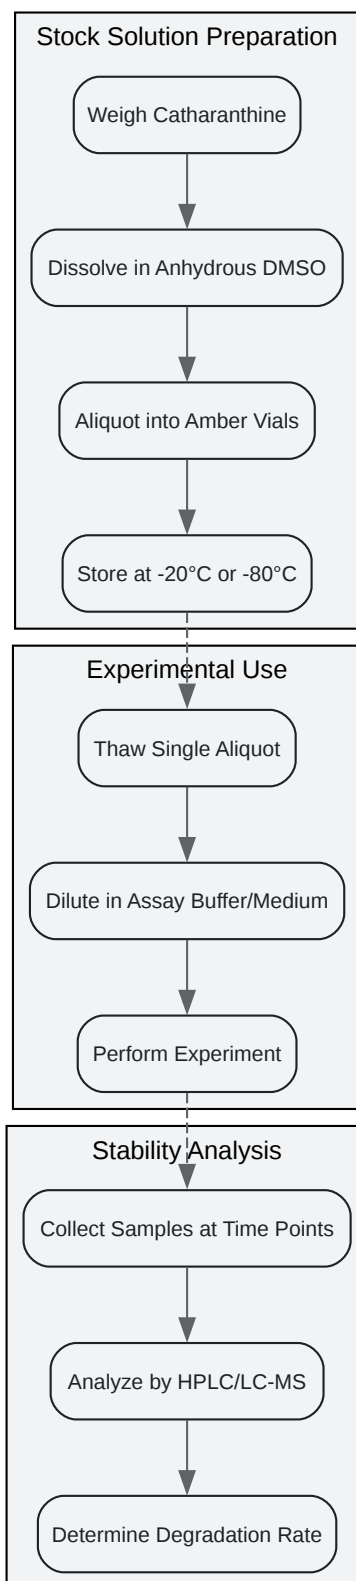 Stock Solution Preparation
Weigh Catharanthine
Dissolve in Anhydrous DMSO
Aliquot into Amber Vials
Store at -20°C or -80°C
Experimental Use
Thaw Single Aliquot
Dilute in Assay Buffer/Medium
Perform Experiment
Stability Analysis
Collect Samples at Time Points
Analyze by HPLC/LC-MS
Determine Degradation Rate